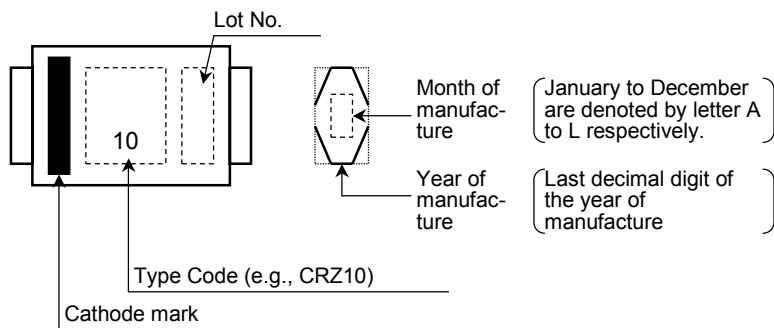 Lot No.
10
Month of
manufac-
ture
January to December
are denoted by letter A
to L respectively.
Year of
manufac-
ture
Last decimal digit of
the year of
manufacture
Type Code (e.g., CRZ10)
Cathode mark